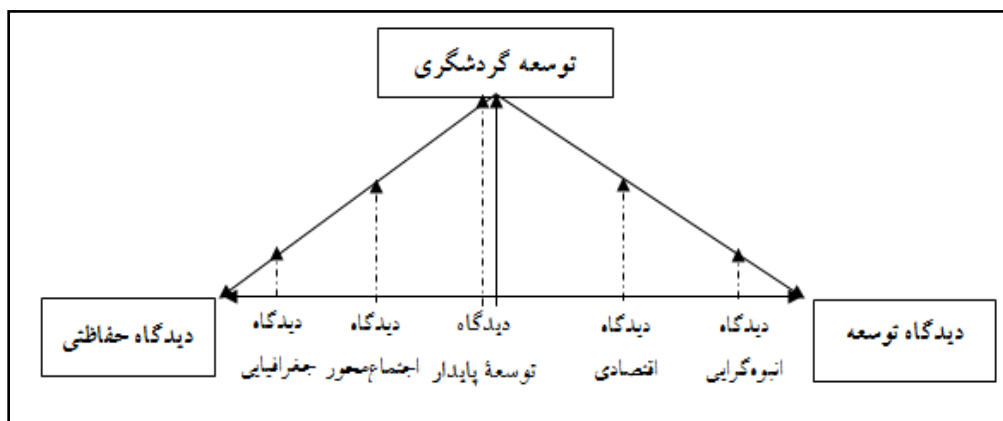 توسعه گردشگری
دیدگاه توسعه
دیدگاه انبوه‌گرایی
دیدگاه اقتصادی
دیدگاه توسعهٔ پایدار
دیدگاه اجتماع‌محور
دیدگاه جغرافیایی
دیدگاه حفاظتی